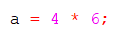 a = 4 * 6;